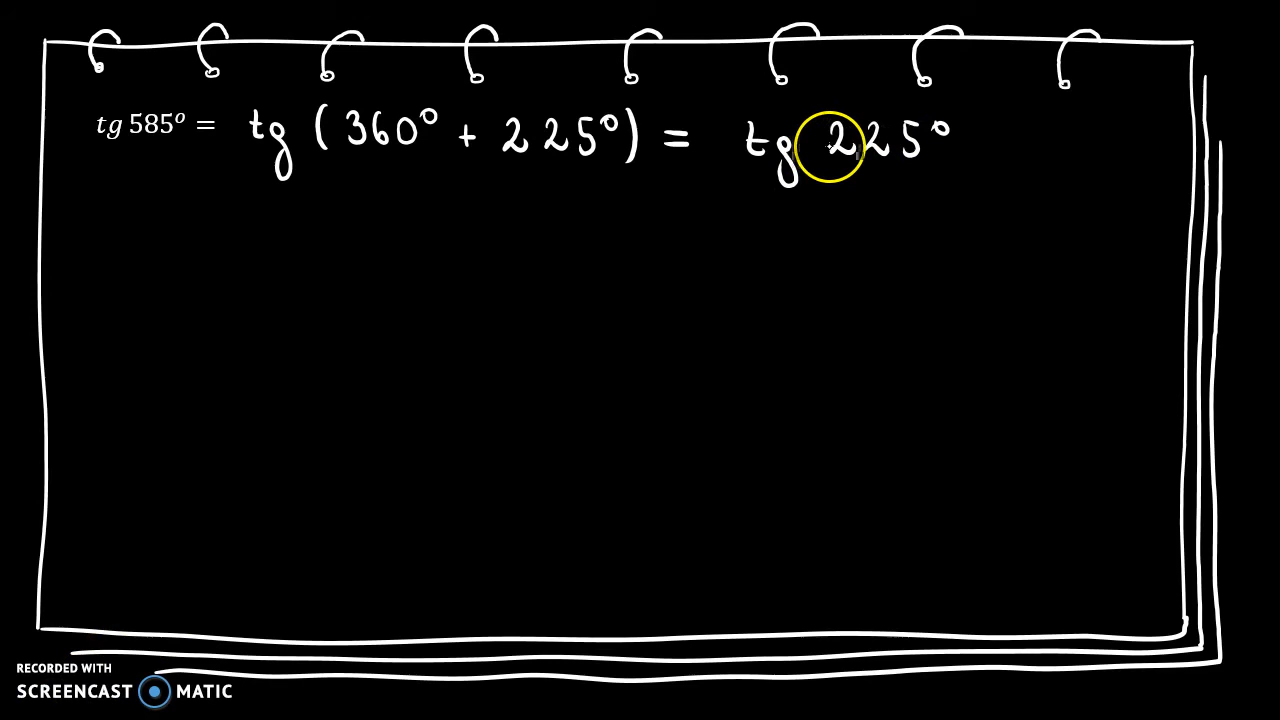 tg 585° = tg (360° + 225°) = tg 225°
RECORDED WITH
SCREENCAST MATIC